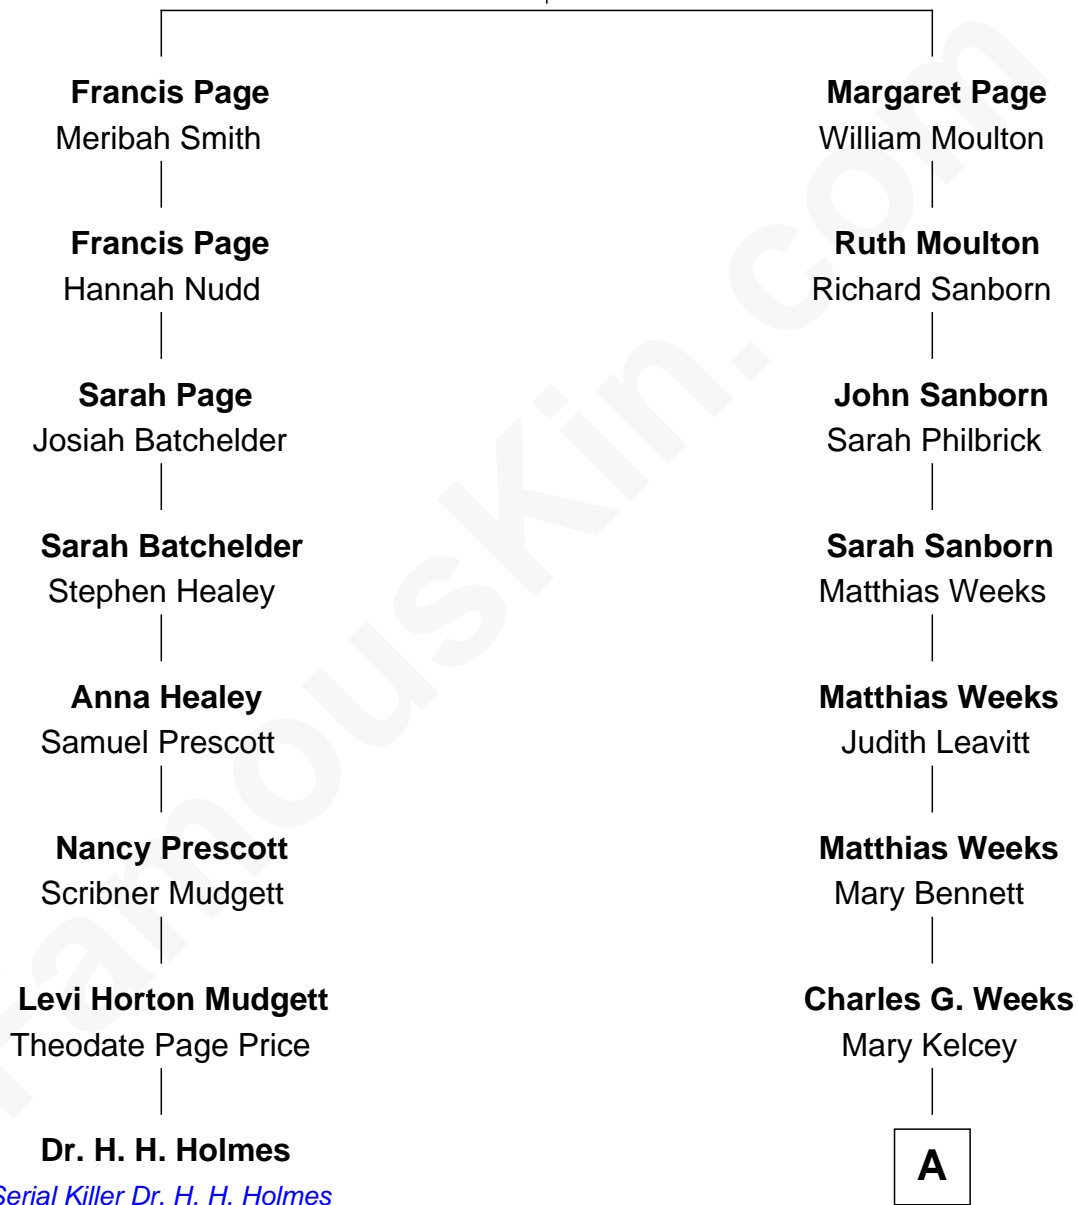 Francis Page
Meribah Smith
Francis Page
Hannah Nudd
Sarah Page
Josiah Batchelder
Sarah Batchelder
Stephen Healey
Anna Healey
Samuel Prescott
Nancy Prescott
Scribner Mudgett
Levi Horton Mudgett
Theodate Page Price
Dr. H. H. Holmes
Serial Killer Dr. H. H. Holmes
Margaret Page
William Moulton
Ruth Moulton
Richard Sanborn
John Sanborn
Sarah Philbrick
Sarah Sanborn
Matthias Weeks
Matthias Weeks
Judith Leavitt
Matthias Weeks
Mary Bennett
Charles G. Weeks
Mary Kelcey
A
FamousKin.com